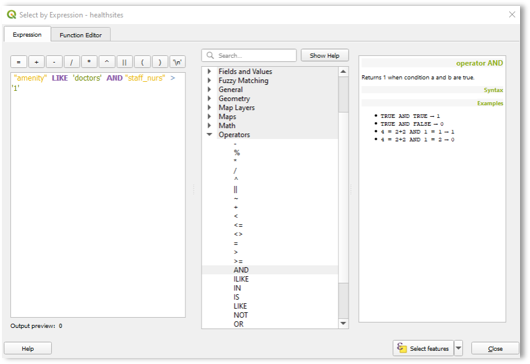 Select by Expression - healthsites
Expression
Function Editor
= + - / * ^ || ( ) '\n'
"amenity" LIKE 'doctors' AND "staff_nurs" >
'1'
Output preview: 0
Search...
Show Help
Fields and Values
Fuzzy Matching
General
Geometry
Map Layers
Maps
Math
Operators
-
%
*
/
^
||
~
+
<
<=
<>
=
>
>=
AND
ILIKE
IN
IS
LIKE
NOT
OR
operator AND
Returns 1 when condition a and b are true.
Syntax
Examples
• TRUE AND TRUE → 1
• TRUE AND FALSE → 0
• 4 = 2+2 AND 1 = 1 → 1
• 4 = 2+2 AND 1 = 2 → 0
Help
Select features
Close